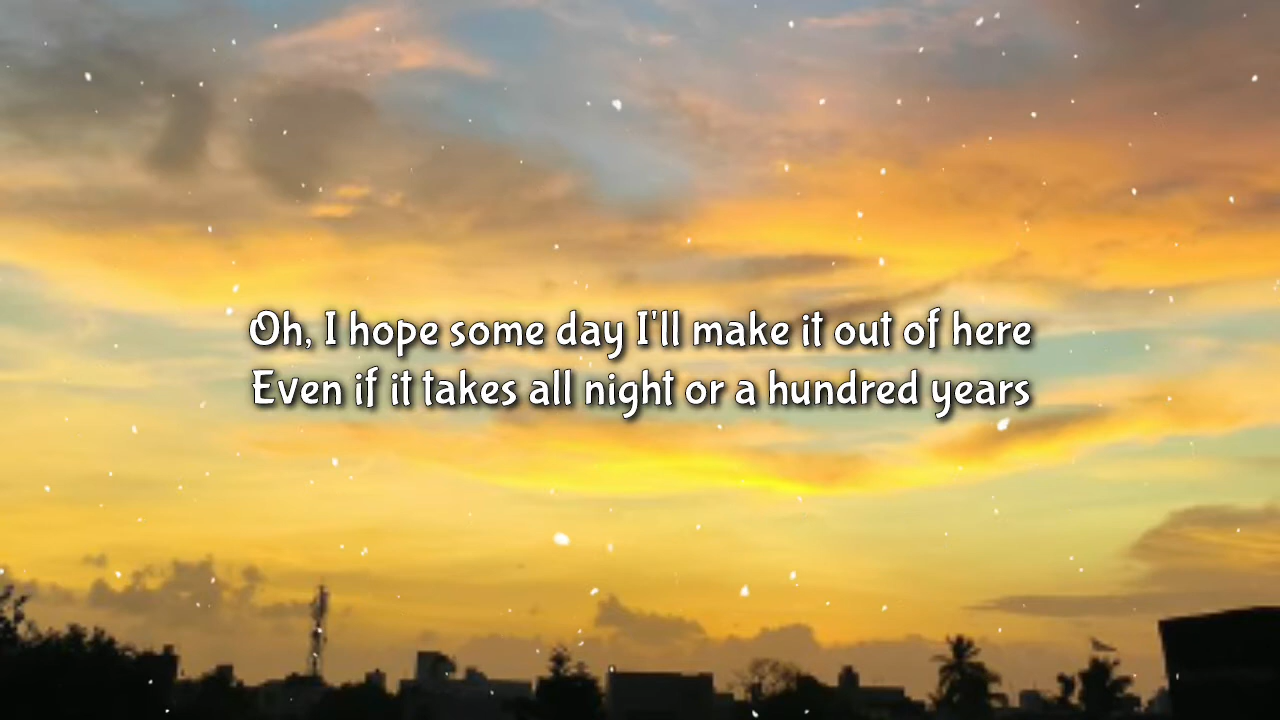 Oh, I hope some day I'll make it out of here
Even if it takes all night or a hundred years